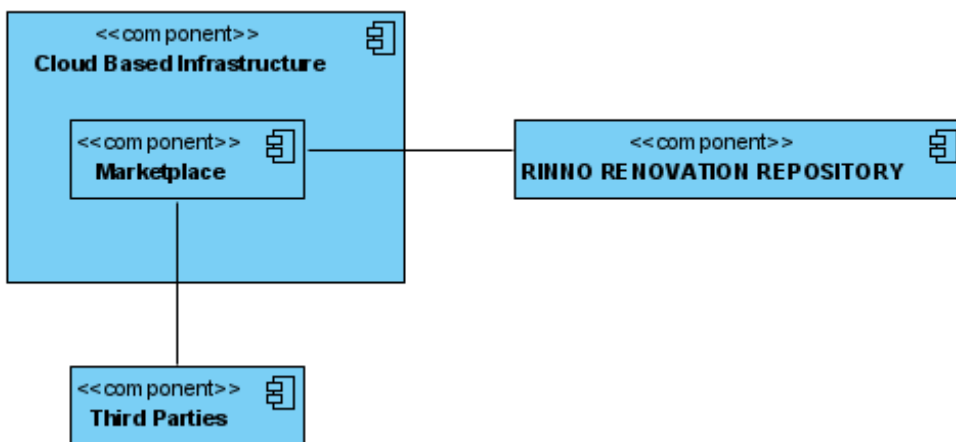 <<component>>
Cloud Based Infrastructure
<<component>>
Marketplace
<<component>>
RINNO RENOVATION REPOSITORY
<<component>>
Third Parties